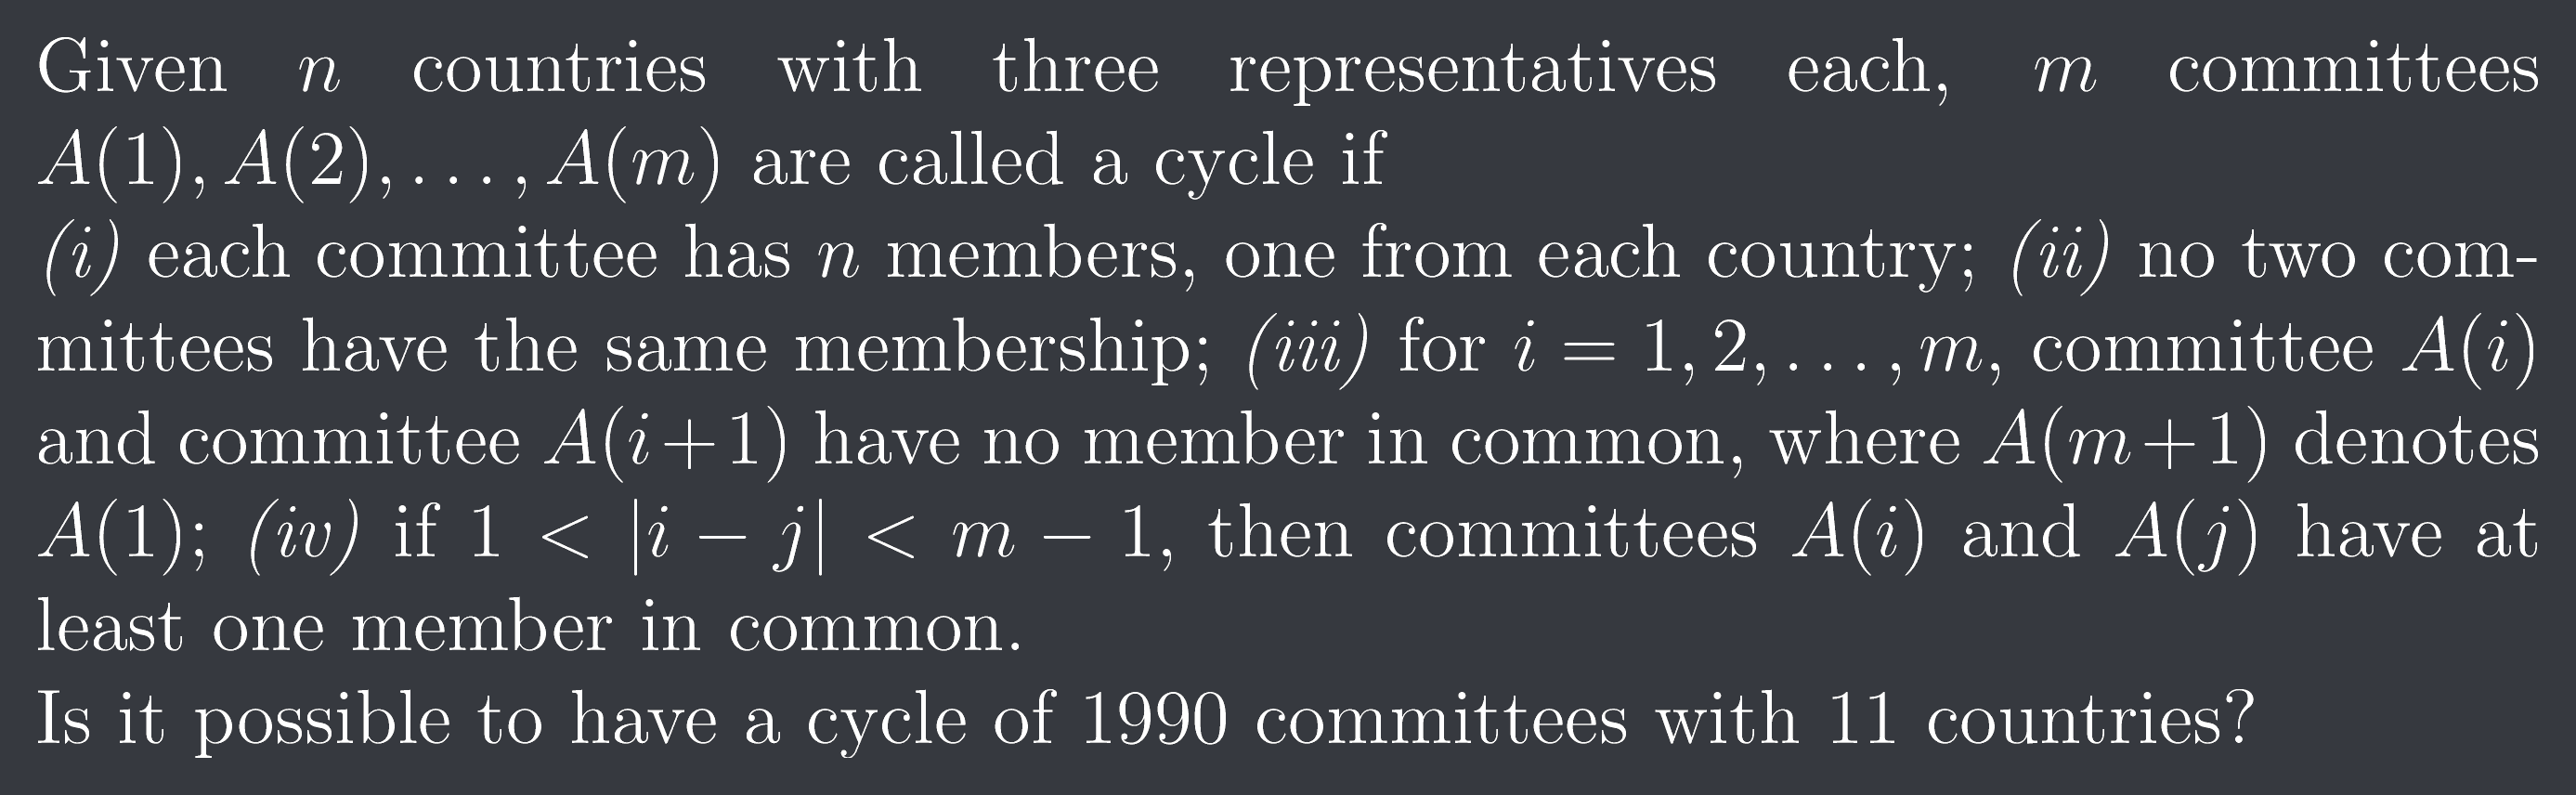 Given n countries with three representatives each, m committees
A(1), A(2), . . . , A(m) are called a cycle if
(i) each committee has n members, one from each country; (ii) no two com-
mittees have the same membership; (iii) for i = 1, 2, . . . , m, committee A(i)
and committee A(i+1) have no member in common, where A(m+1) denotes
A(1); (iv) if 1 < |i − j| < m − 1, then committees A(i) and A(j) have at
least one member in common.
Is it possible to have a cycle of 1990 committees with 11 countries?